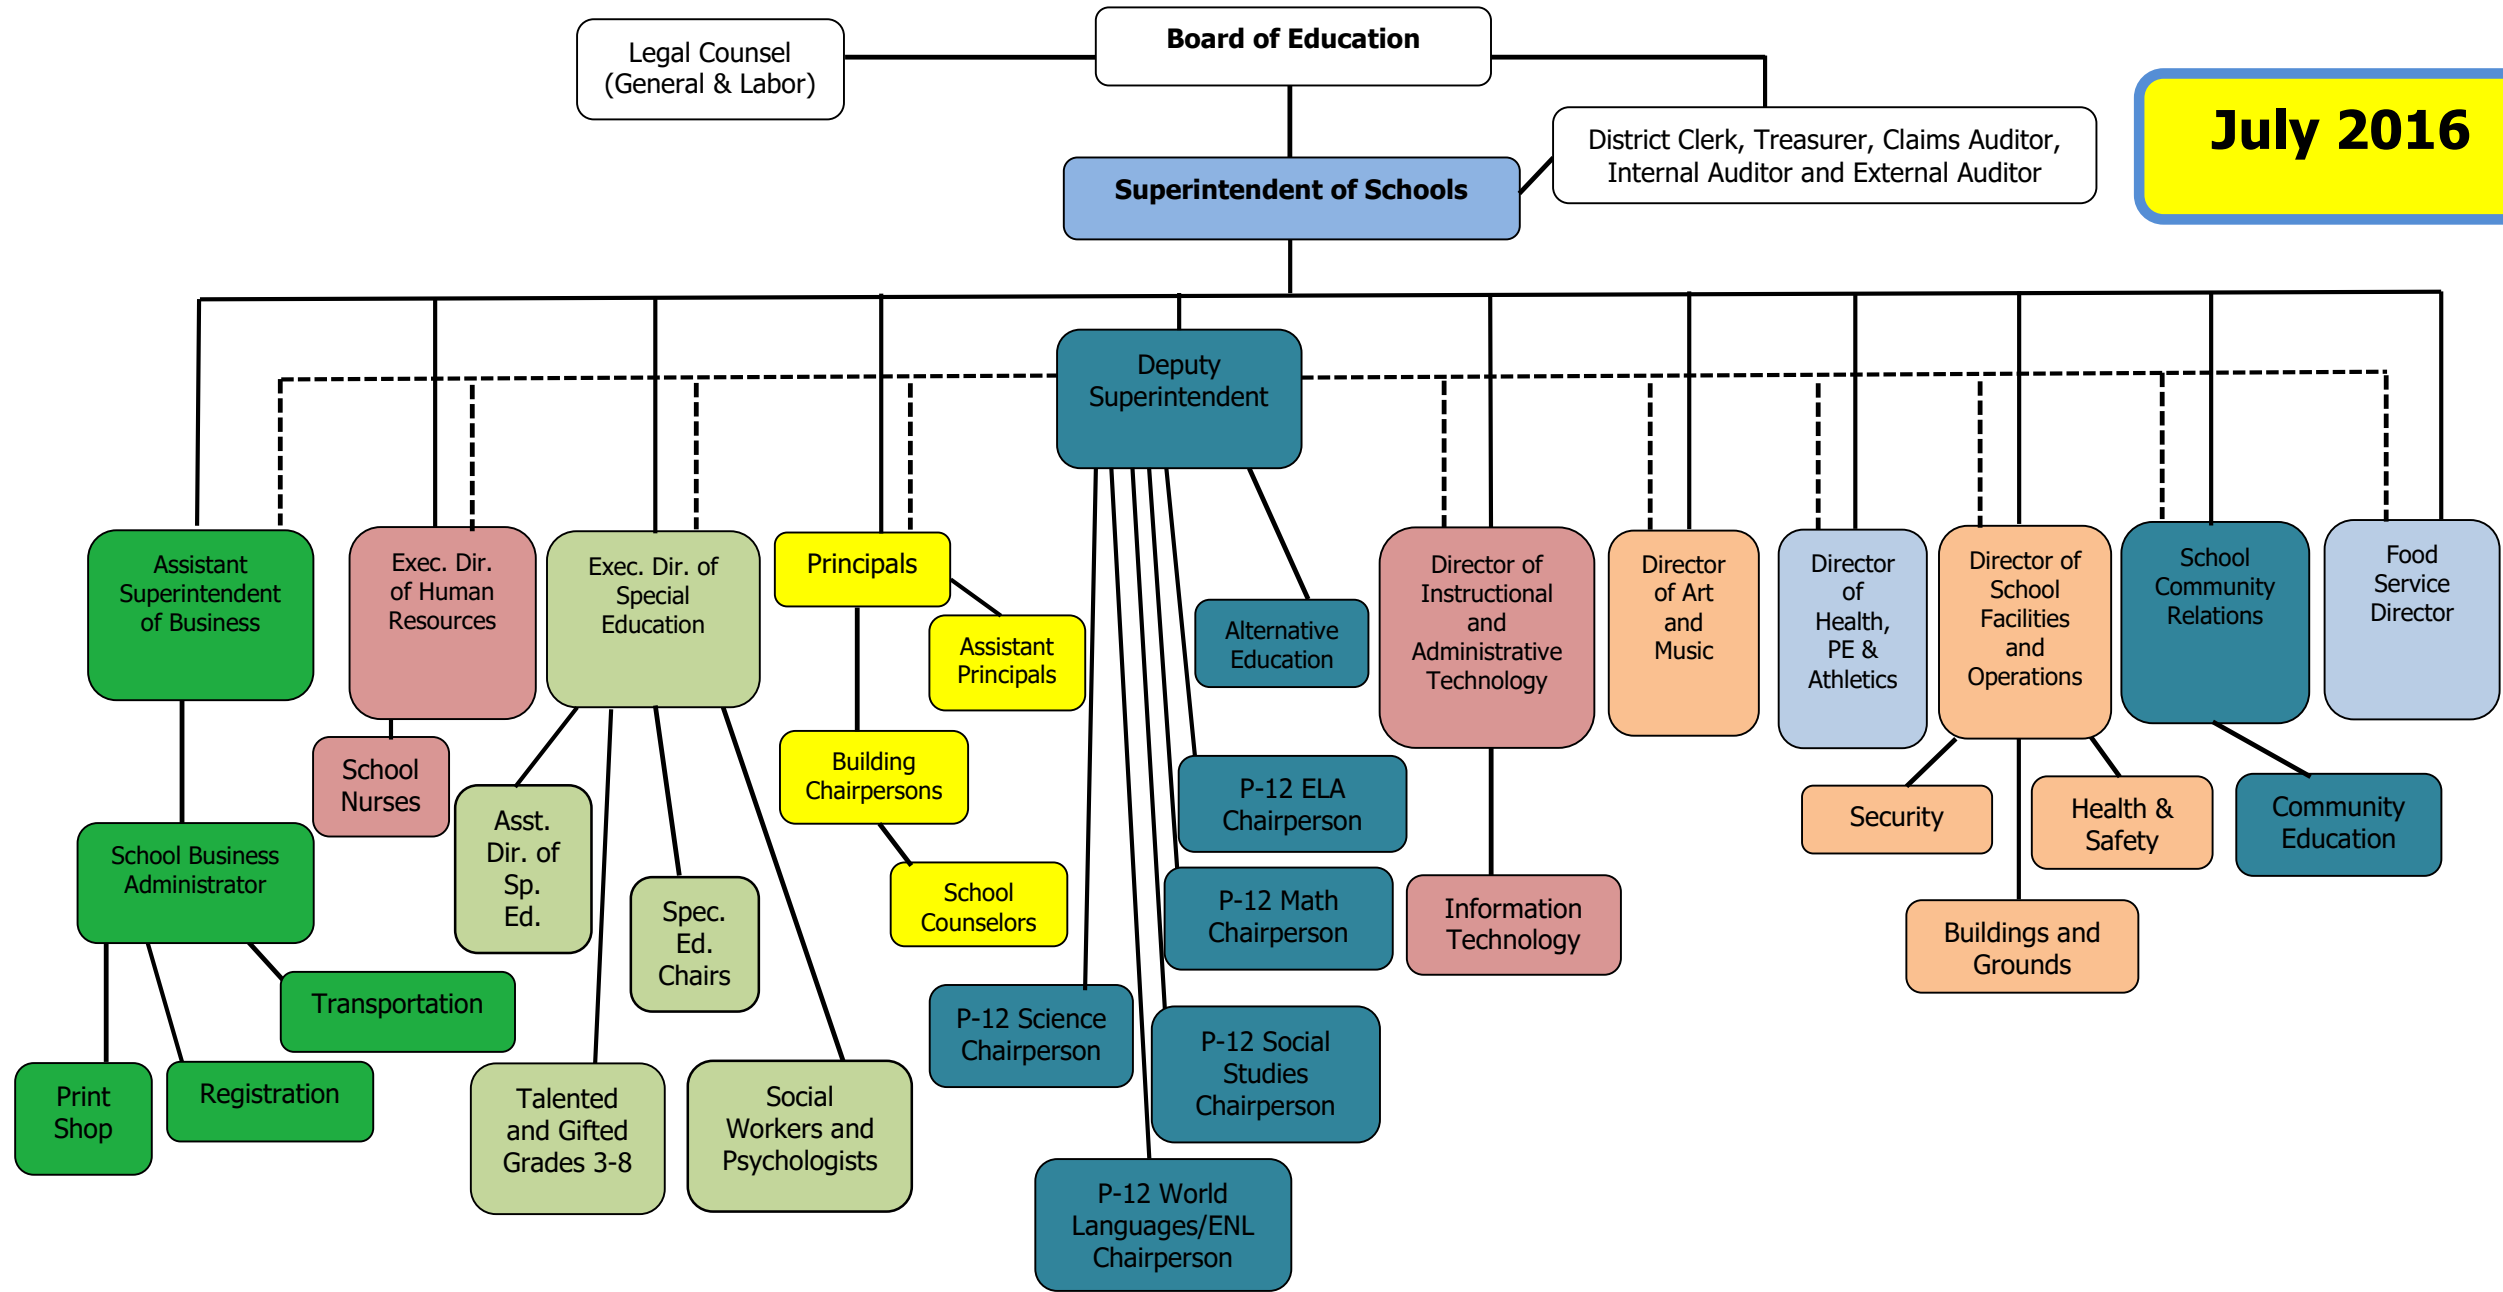 Legal Counsel
(General & Labor)
Board of Education
July 2016
District Clerk, Treasurer, Claims Auditor,
Internal Auditor and External Auditor
Superintendent of Schools
Deputy
Superintendent
Assistant
Superintendent
of Business
Exec. Dir.
of Human
Resources
Exec. Dir. of
Special
Education
Principals
Assistant
Principals
Alternative
Education
Director of
Instructional
and
Administrative
Technology
Director
of Art
and
Music
Director
of
Health,
PE &
Athletics
Director of
School
Facilities
and
Operations
School
Community
Relations
Food
Service
Director
School
Nurses
Building
Chairpersons
P-12 ELA
Chairperson
Security
Health &
Safety
Community
Education
School Business
Administrator
Asst.
Dir. of
Sp.
Ed.
Spec.
Ed.
Chairs
School
Counselors
P-12 Math
Chairperson
Information
Technology
Buildings and
Grounds
Transportation
P-12 Science
Chairperson
P-12 Social
Studies
Chairperson
Print
Shop
Registration
Talented
and Gifted
Grades 3-8
Social
Workers and
Psychologists
P-12 World
Languages/ENL
Chairperson